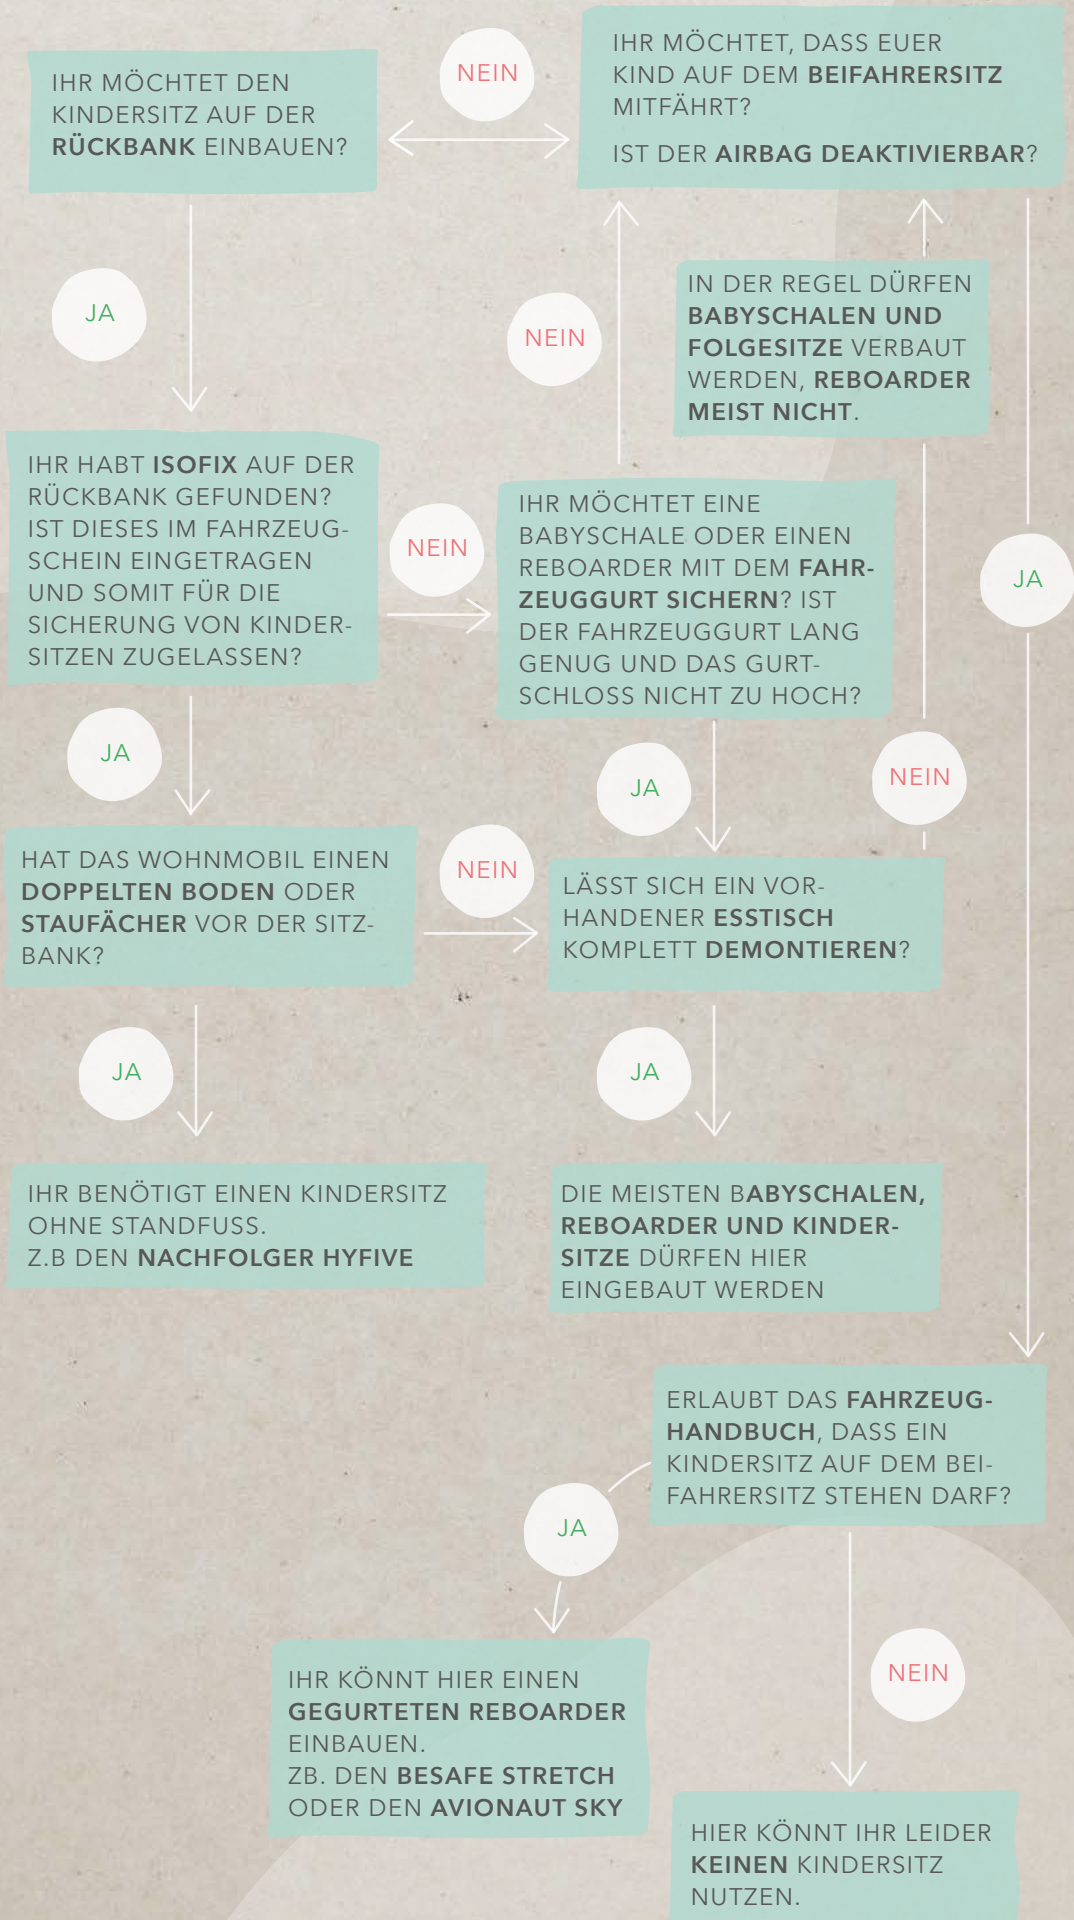 IHR MÖCHTET DEN
KINDERSITZ AUF DER
RÜCKBANK EINBAUEN?
NEIN
IHR MÖCHTET, DASS EUER
KIND AUF DEM BEIFAHRERSITZ
MITFÄHRT?
IST DER AIRBAG DEAKTIVIERBAR?
JA
NEIN
IN DER REGEL DÜRFEN
BABYSCHALEN UND
FOLGESITZE VERBAUT
WERDEN, REBOARDER
MEIST NICHT.
IHR HABT ISOFIX AUF DER
RÜCKBANK GEFUNDEN?
IST DIESES IM FAHRZEUG-
SCHEIN EINGETRAGEN
UND SOMIT FÜR DIE
SICHERUNG VON KINDER-
SITZEN ZUGELASSEN?
NEIN
IHR MÖCHTET EINE
BABYSCHALE ODER EINEN
REBOARDER MIT DEM FAHR-
ZEUGGURT SICHERN? IST
DER FAHRZEUGGURT LANG
GENUG UND DAS GURT-
SCHLOSS NICHT ZU HOCH?
JA
JA
JA
NEIN
HAT DAS WOHNMOBIL EINEN
DOPPELTEN BODEN ODER
STAUFÄCHER VOR DER SITZ-
BANK?
NEIN
LÄSST SICH EIN VOR-
HANDENER ESSTISCH
KOMPLETT DEMONTIEREN?
JA
JA
IHR BENÖTIGT EINEN KINDERSITZ
OHNE STANDFUSS.
Z.B DEN NACHFOLGER HYFIVE
DIE MEISTEN BABYSCHALEN,
REBOARDER UND KINDER-
SITZE DÜRFEN HIER
EINGEBAUT WERDEN
ERLAUBT DAS FAHRZEUG-
HANDBUCH, DASS EIN
KINDERSITZ AUF DEM BEI-
FAHRERSITZ STEHEN DARF?
JA
NEIN
IHR KÖNNT HIER EINEN
GEGURTETEN REBOARDER
EINBAUEN.
ZB. DEN BESAFE STRETCH
ODER DEN AVIONAUT SKY
HIER KÖNNT IHR LEIDER
KEINEN KINDERSITZ
NUTZEN.